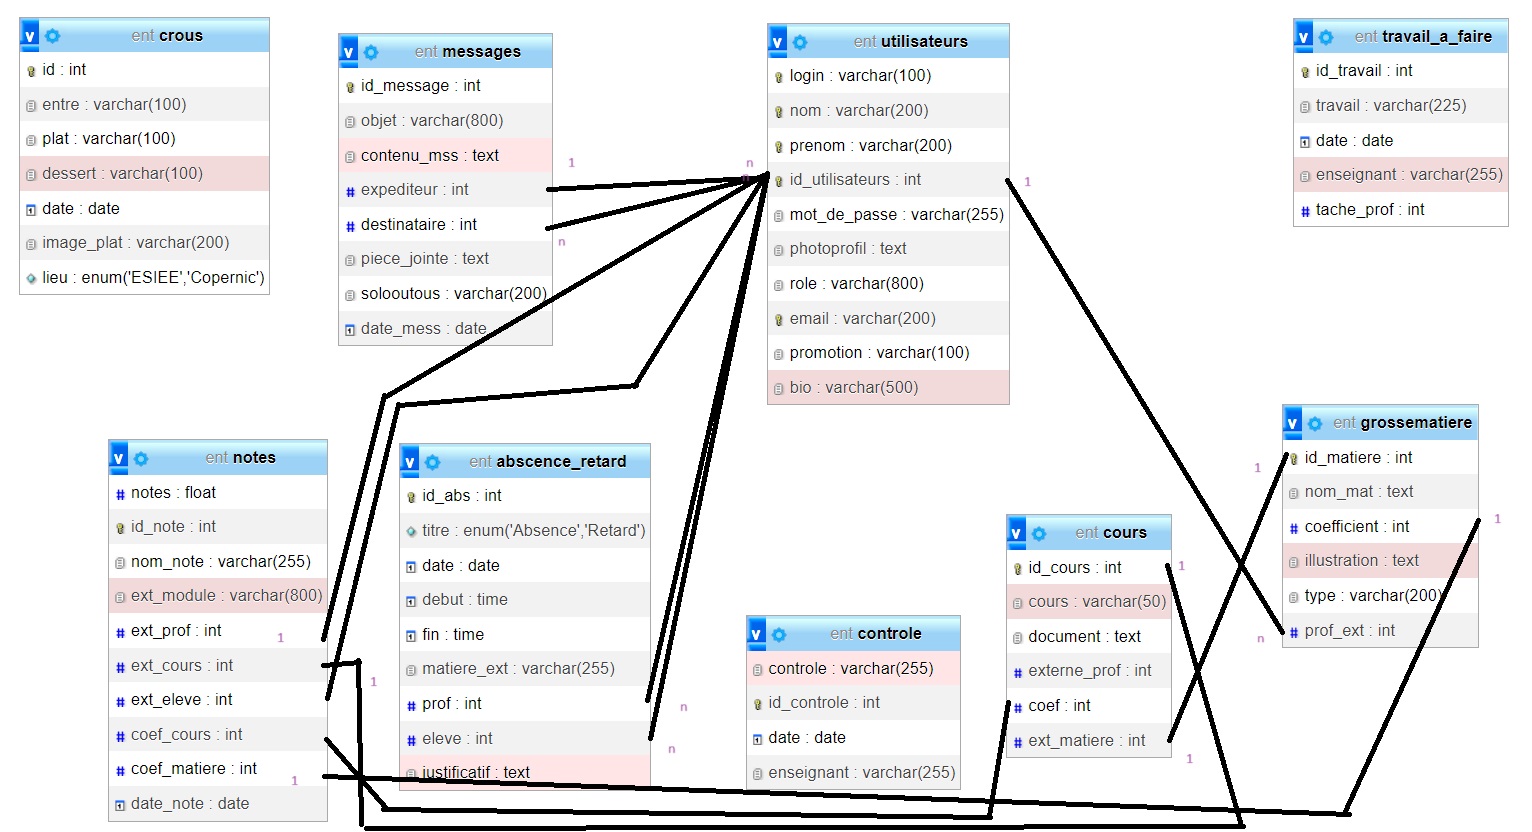 ent crous
id : int
entre : varchar(100)
plat : varchar(100)
dessert : varchar(100)
date : date
image_plat : varchar(200)
lieu : enum('ESIEE','Copernic')
ent messages
id_message : int
objet : varchar(800)
contenu_mss : text
expediteur : int
destinataire : int
piece_jointe : text
solooutous : varchar(200)
date_mess : date
1
n
n
n
ent utilisateurs
login : varchar(100)
nom : varchar(200)
prenom : varchar(200)
id_utilisateurs : int
mot_de_passe : varchar(255)
photoprofil : text
role : varchar(800)
email : varchar(200)
promotion : varchar(100)
bio : varchar(500)
1
ent travail_a_faire
id_travail : int
travail : varchar(225)
date : date
enseignant : varchar(255)
tache_prof : int
ent notes
notes : float
id_note : int
nom_note : varchar(255)
ext_module : varchar(800)
ext_prof : int
ext_cours : int
ext_eleve : int
coef_cours : int
coef_matiere : int
date_note : date
1
1
1
ent abscence_retard
id_abs : int
titre : enum('Absence','Retard')
date : date
debut : time
fin : time
matiere_ext : varchar(255)
prof : int
eleve : int
justificatif : text
n
n
ent controle
controle : varchar(255)
id_controle : int
date : date
enseignant : varchar(255)
ent cours
id_cours : int
cours : varchar(50)
document : text
externe_prof : int
coef : int
ext_matiere : int
1
1
ent grossematiere
id_matiere : int
nom_mat : text
coefficient : int
illustration : text
type : varchar(200)
prof_ext : int
1
1
n